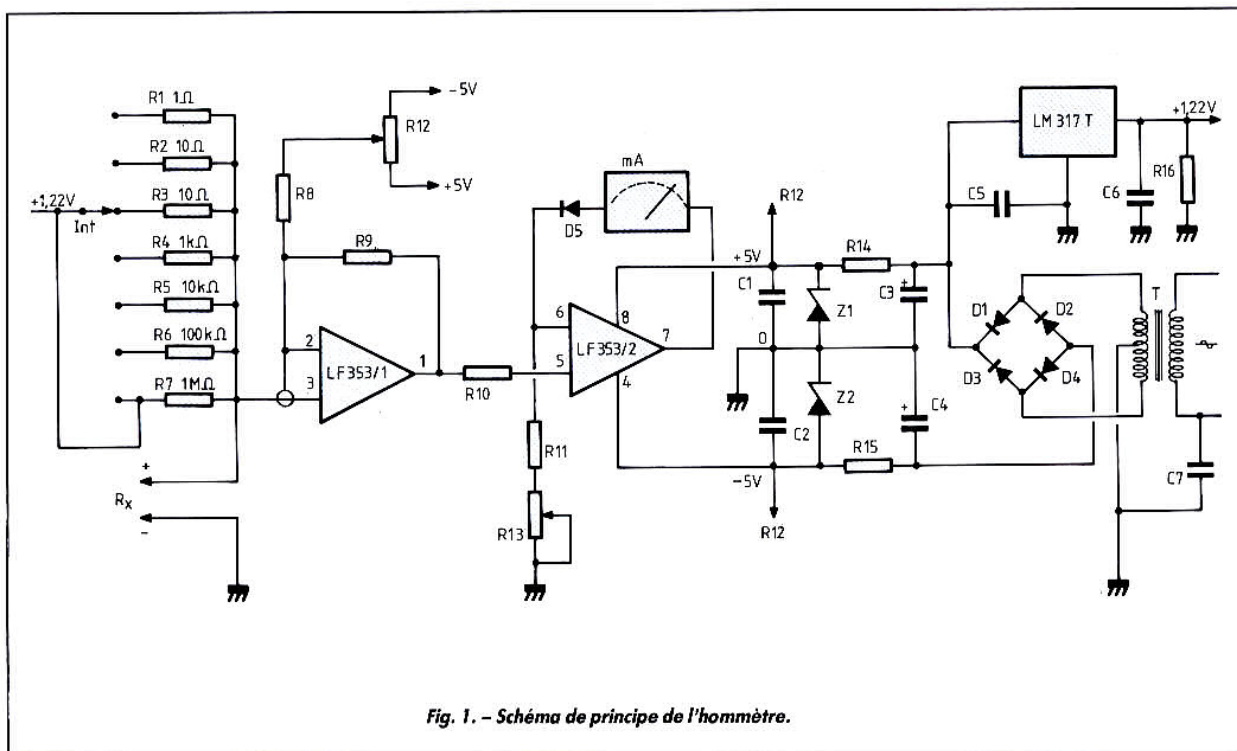 R1 1Ω
R2 10Ω
R3 10Ω
R4 1kΩ
R5 10kΩ
R6 100kΩ
R7 1MΩ
+1,22V
Int
+
Rx
-
R8
R9
R12
-5V
+5V
2
3
LF353/1
1
R10
mA
D5
6
5
LF353/2
8
7
4
R11
R13
R12
+5V
C1
0
C2
-5V
R12
Z1
Z2
R14
R15
C3
+
C4
+
LM 317 T
+1,22V
C5
C6
R16
D1
D2
D3
D4
T
C7
Fig. 1. – Schéma de principe de l'hommètre.